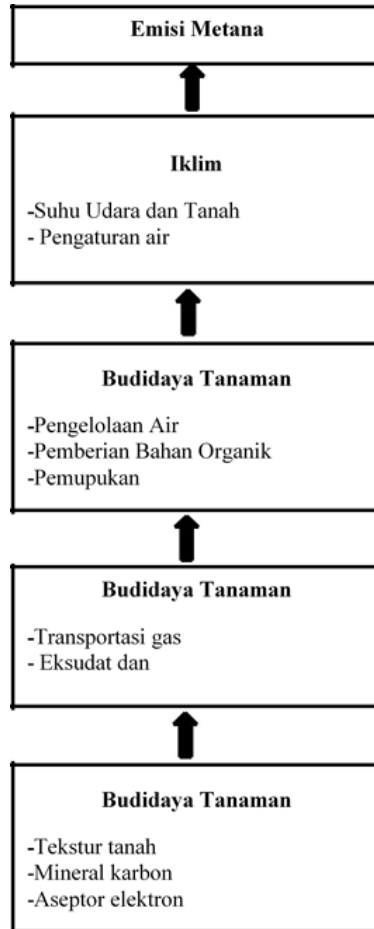 Emisi Metana
Iklim
-Suhu Udara dan Tanah
- Pengaturan air
Budidaya Tanaman
-Pengelolaan Air
-Pemberian Bahan Organik
-Pemupukan
Budidaya Tanaman
-Transportasi gas
- Eksudat dan
Budidaya Tanaman
-Tekstur tanah
-Mineral karbon
-Aseptor elektron